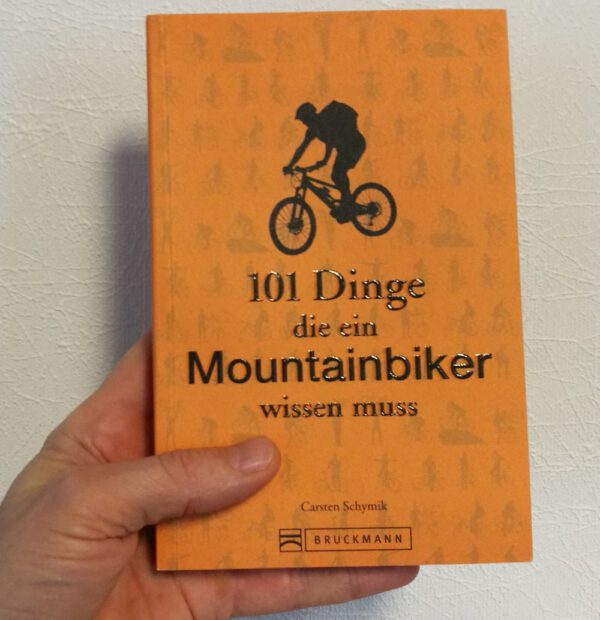 101 Dinge
die ein
Mountainbiker
wissen muss
Carsten Schymik
BRUCKMANN